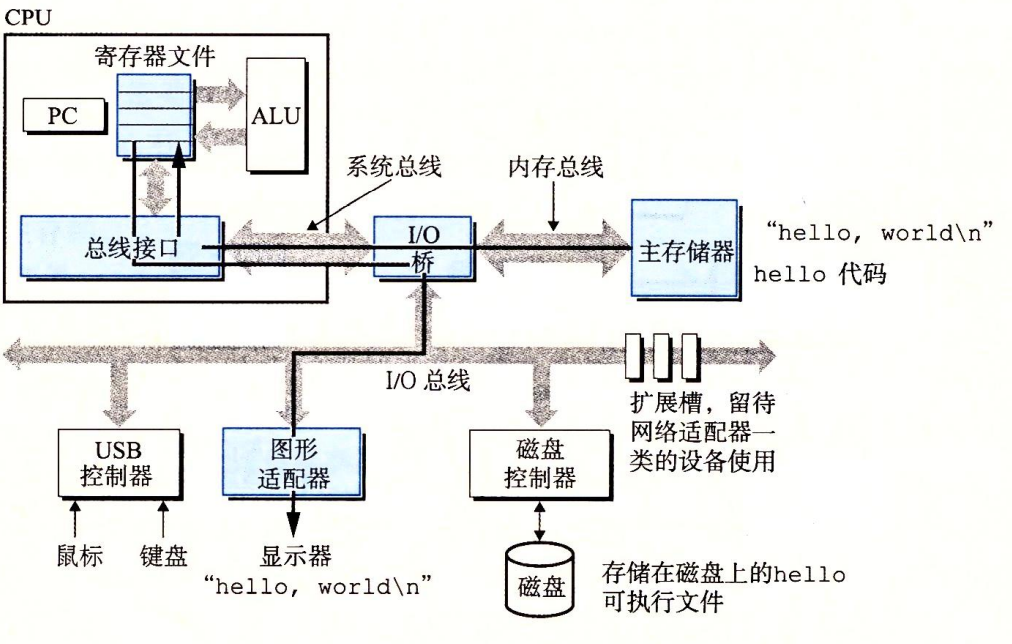 CPU
寄存器文件
PC
ALU
系统总线
内存总线
总线接口
I/O
桥
主存储器
“hello, world\n”
hello 代码
I/O 总线
扩展槽，留待
网络适配器一
类的设备使用
USB
控制器
图形
适配器
磁盘
控制器
鼠标
键盘
显示器
“hello, world\n”
磁盘
存储在磁盘上的hello
可执行文件